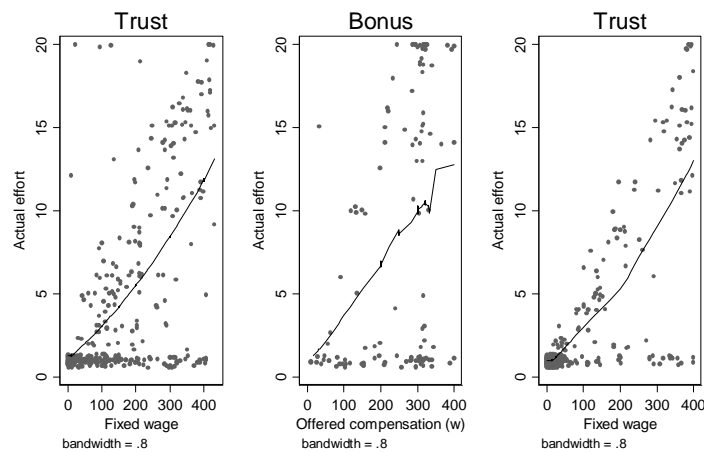 Trust
Actual effort
20
15
10
5
0
0 100 200 300 400
Fixed wage
bandwidth = .8
Bonus
Actual effort
20
15
10
5
0
0 100 200 300 400
Offered compensation (w)
bandwidth = .8
Trust
Actual effort
20
15
10
5
0
0 100 200 300 400
Fixed wage
bandwidth = .8